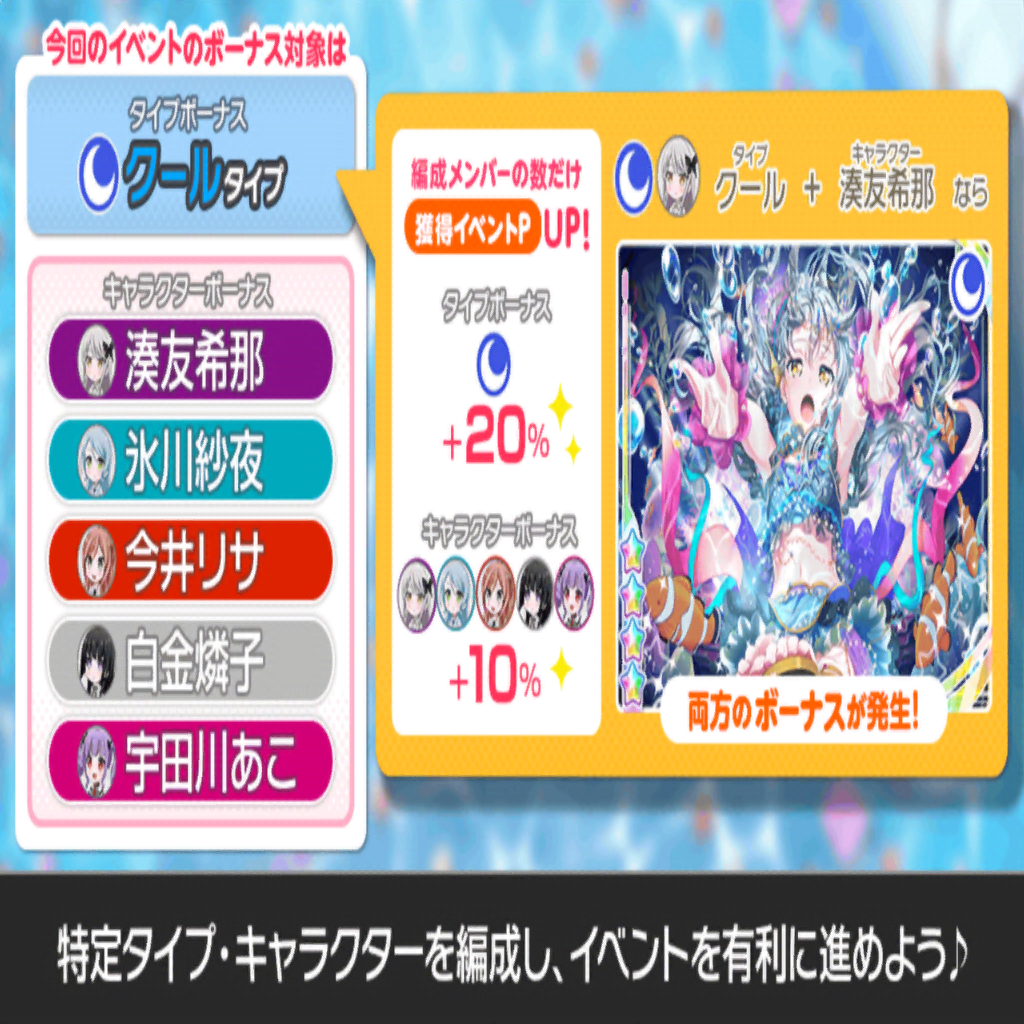 今回のイベントのボーナス対象は
タイプボーナス
クールタイプ
キャラクターボーナス
湊友希那
氷川紗夜
今井リサ
白金燐子
宇田川あこ
編成メンバーの数だけ
獲得イベントP UP!
タイプボーナス
+20%
キャラクターボーナス
+10%
タイプ キャラクター
クール + 湊友希那 なら
両方のボーナスが発生!
特定タイプ・キャラクターを編成し、イベントを有利に進めよう♪